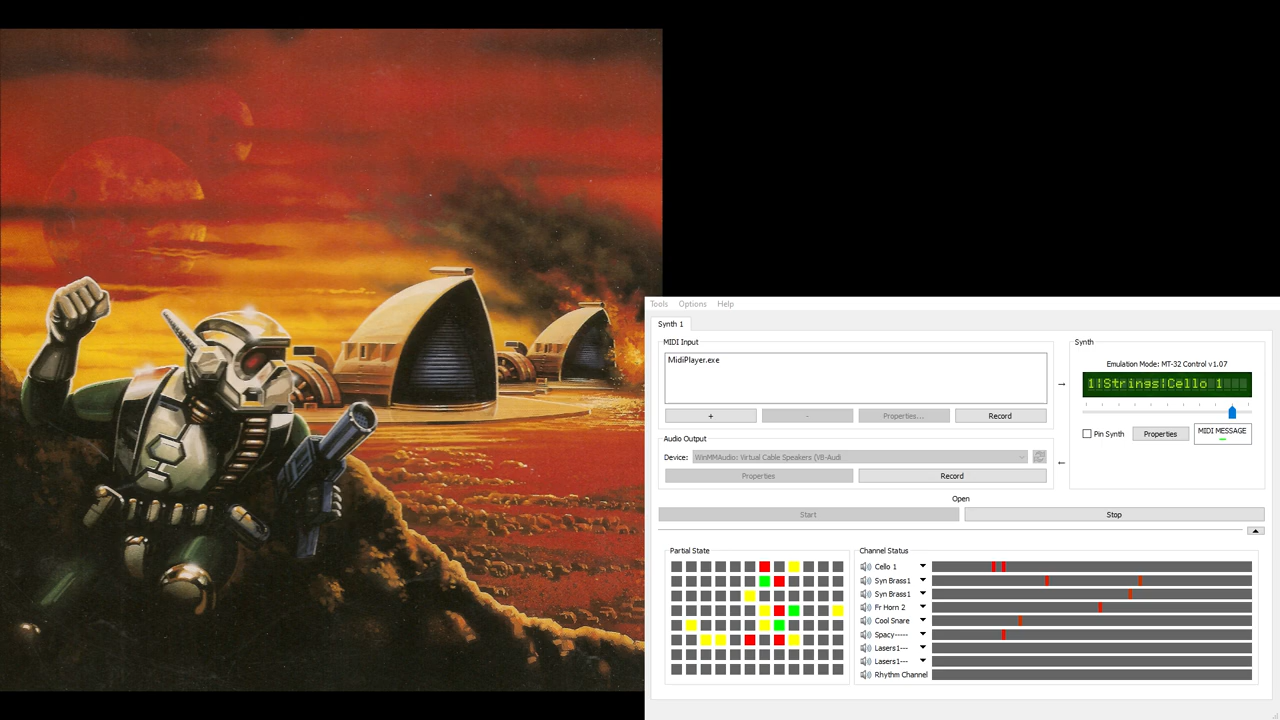 Tools Options Help
Synth 1
MIDI Input
MidiPlayer.exe
+ - Properties... Record
Audio Output
Device: WinMMAudio: Virtual Cable Speakers (VB-Audi
Properties Record
Synth
Emulation Mode: MT-32 Control v1.07
1|Strings|Cello 1
Pin Synth Properties MIDI MESSAGE
Open
Start Stop
Partial State
Channel Status
Cello 1
Syn Brass1
Syn Brass1
Fr Horn 2
Cool Snare
Spacy-----
Lasers1---
Lasers1---
Rhythm Channel